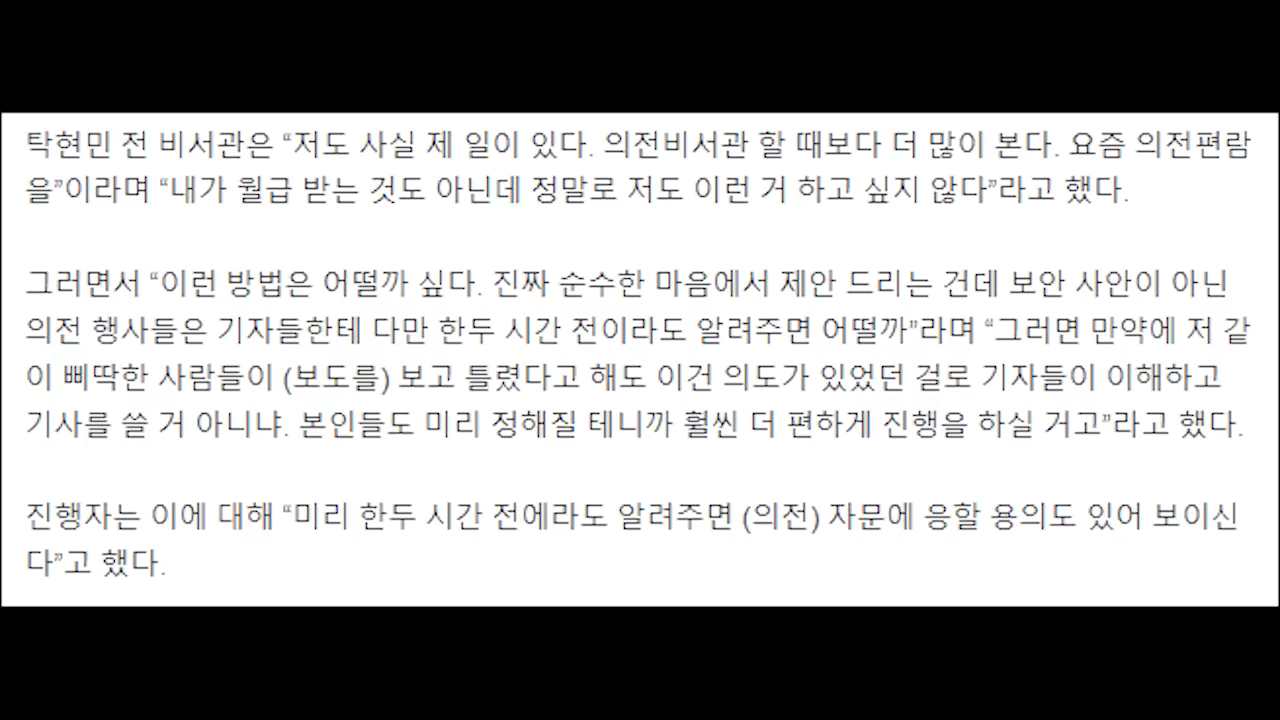 탁현민 전 비서관은 “저도 사실 제 일이 있다. 의전비서관 할 때보다 더 많이 본다. 요즘 의전편람
을”이라며 “내가 월급 받는 것도 아닌데 정말로 저도 이런 거 하고 싶지 않다”라고 했다.
그러면서 “이런 방법은 어떨까 싶다. 진짜 순수한 마음에서 제안 드리는 건데 보안 사안이 아닌
의전 행사들은 기자들한테 다만 한두 시간 전이라도 알려주면 어떨까”라며 “그러면 만약에 저 같
이 삐딱한 사람들이 (보도를) 보고 틀렸다고 해도 이건 의도가 있었던 걸로 기자들이 이해하고
기사를 쓸 거 아니냐. 본인들도 미리 정해질 테니까 훨씬 더 편하게 진행을 하실 거고”라고 했다.
진행자는 이에 대해 “미리 한두 시간 전에라도 알려주면 (의전) 자문에 응할 용의도 있어 보이신
다”고 했다.